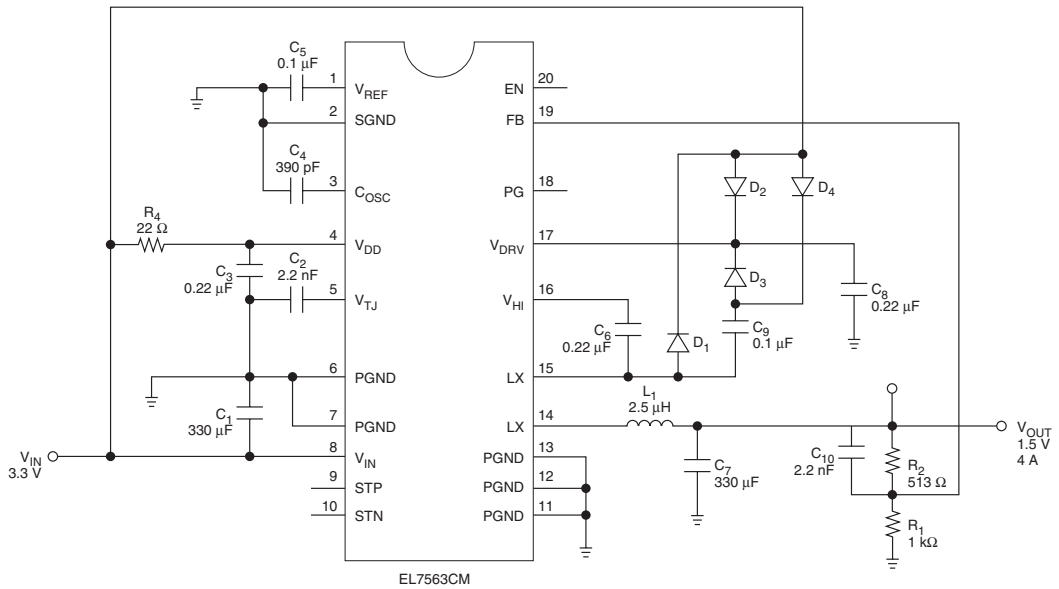 C5
0.1 µF
1
VREF
2
SGND
C4
390 pF
3
COSC
R4
22 Ω
4
VDD
C3
0.22 µF
C2
2.2 nF
5
VTJ
6
PGND
C1
330 µF
7
PGND
VIN
3.3 V
8
VIN
9
STP
10
STN
EN
20
FB
19
PG
18
VDRV
17
VHI
16
LX
15
LX
14
PGND
13
PGND
12
PGND
11
D2
D4
D3
D1
C8
0.22 µF
C6
0.22 µF
C9
0.1 µF
L1
2.5 µH
C7
330 µF
C10
2.2 nF
R2
513 Ω
R1
1 kΩ
VOUT
1.5 V
4 A
EL7563CM